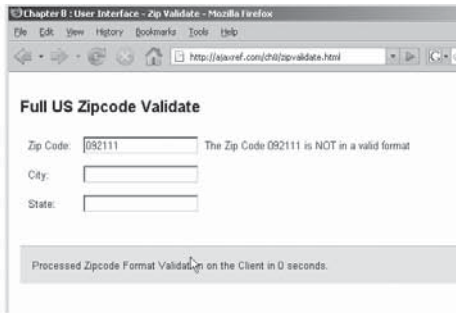 Chapter 8 : User Interface - Zip Validate - Mozilla Firefox
File Edit View History Bookmarks Tools Help
http://ajaxref.com/ch8/zipvalidate.html
Full US Zipcode Validate
Zip Code: 092111 The Zip Code 092111 is NOT in a valid format
City:
State:
Processed Zipcode Format Validation on the Client in 0 seconds.